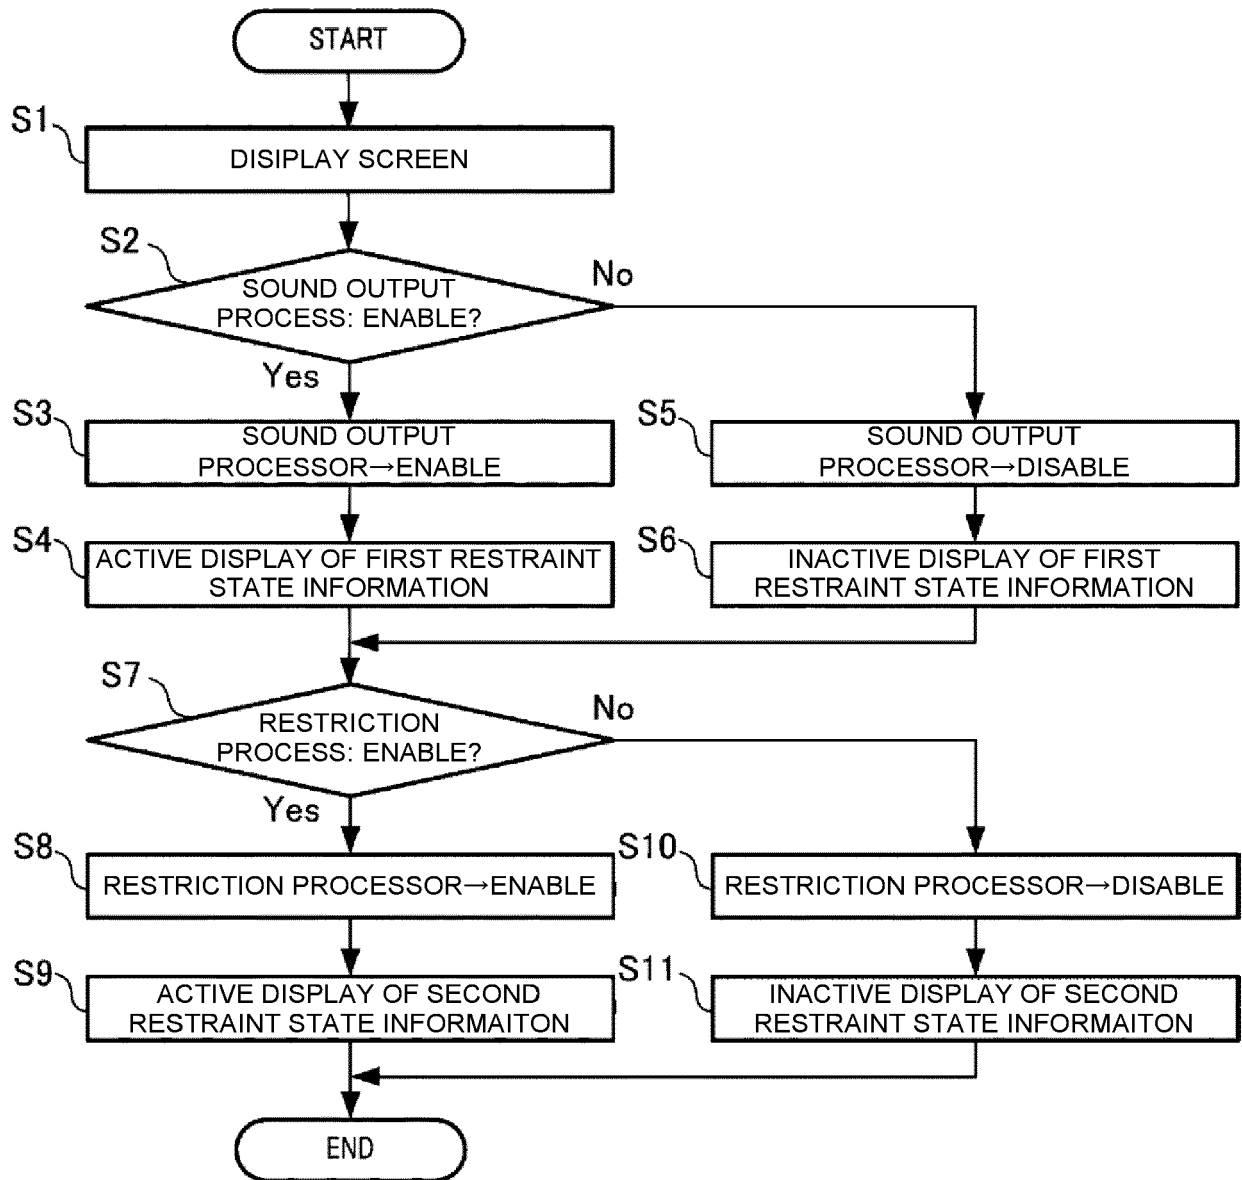 START
S1
DISIPLAY SCREEN
S2
SOUND OUTPUT
PROCESS: ENABLE?
No
Yes
S3
SOUND OUTPUT
PROCESSOR→ENABLE
S5
SOUND OUTPUT
PROCESSOR→DISABLE
S4
ACTIVE DISPLAY OF FIRST RESTRAINT
STATE INFORMATION
S6
INACTIVE DISPLAY OF FIRST
RESTRAINT STATE INFORMATION
S7
RESTRICTION
PROCESS: ENABLE?
No
Yes
S8
RESTRICTION PROCESSOR→ENABLE
S10
RESTRICTION PROCESSOR→DISABLE
S9
ACTIVE DISPLAY OF SECOND
RESTRAINT STATE INFORMAITON
S11
INACTIVE DISPLAY OF SECOND
RESTRAINT STATE INFORMAITON
END